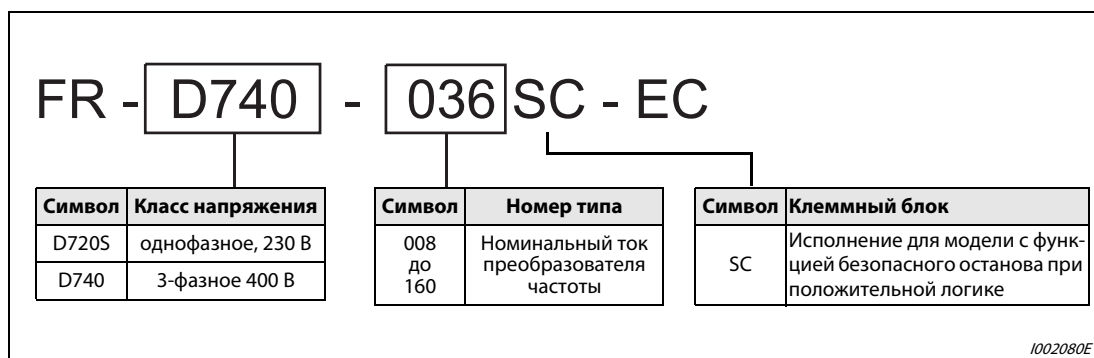 FR - D740 - 036 SC - EC
Символ Класс напряжения
D720S однофазное, 230 В
D740 3-фазное 400 В
Символ Номер типа
008
до
160
Номинальный ток
преобразователя
частоты
Символ Клеммный блок
SC
Исполнение для модели с функ-
цией безопасного останова при
положительной логике
I002080E